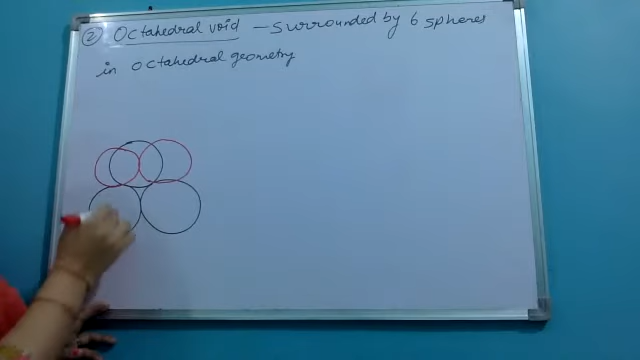 ② Octahedral void – surrounded by 6 spheres
in octahedral geometry